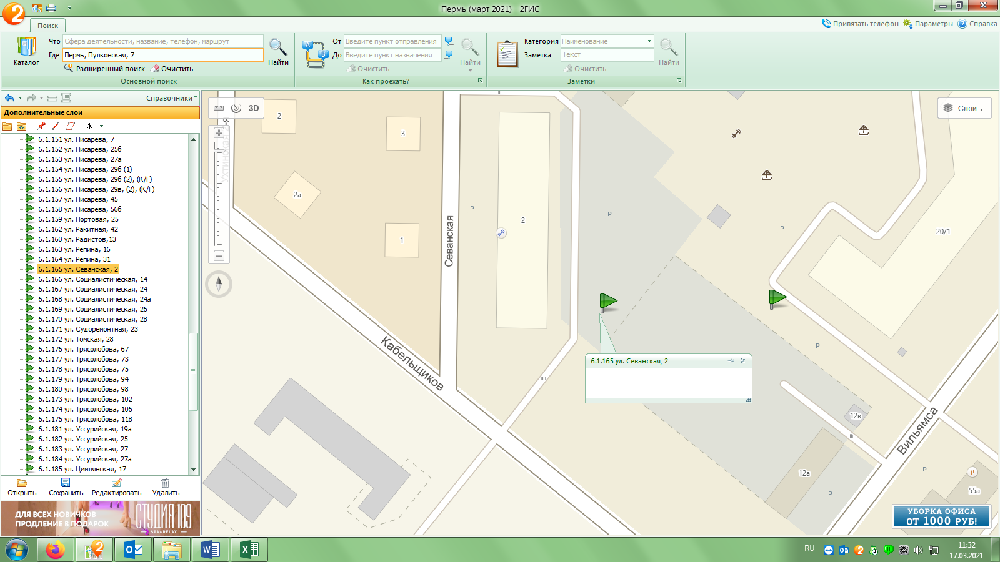 Пермь (март 2021) - 2ГИС
Поиск
Привязать телефон
Параметры
Справка
Каталог
Что
Сфера деятельности, название, телефон, маршрут
Где
Пермь, Пулковская, 7
Расширенный поиск
Очистить
Найти
Основной поиск
От
Введите пункт отправления
До
Введите пункт назначения
Очистить
Найти
Как проехать?
Категория
Наименование
Заметка
Текст
Очистить
Найти
Заметки
Справочники
Дополнительные слои
6.1.151 ул. Писарева, 7
6.1.152 ул. Писарева, 25б
6.1.153 ул. Писарева, 27а
6.1.154 ул. Писарева, 29б (1)
6.1.155 ул. Писарева, 29б (2), (К/Г)
6.1.156 ул. Писарева, 29в, (2), (К/Г)
6.1.157 ул. Писарева, 45
6.1.158 ул. Писарева, 56б
6.1.159 ул. Портовая, 25
6.1.162 ул. Ракитная, 42
6.1.160 ул. Радистов,13
6.1.163 ул. Репина, 16
6.1.164 ул. Репина, 31
6.1.165 ул. Севанская, 2
6.1.166 ул. Социалистическая, 14
6.1.167 ул. Социалистическая, 24
6.1.168 ул. Социалистическая, 24а
6.1.169 ул. Социалистическая, 26
6.1.170 ул. Социалистическая, 28
6.1.171 ул. Судоремонтная, 23
6.1.172 ул. Томская, 28
6.1.176 ул. Трясолобова, 67
6.1.177 ул. Трясолобова, 73
6.1.178 ул. Трясолобова, 75
6.1.179 ул. Трясолобова, 94
6.1.180 ул. Трясолобова, 98
6.1.173 ул. Трясолобова, 102
6.1.174 ул. Трясолобова, 106
6.1.175 ул. Трясолобова, 118
6.1.181 ул. Уссурийская, 19а
6.1.182 ул. Уссурийская, 25
6.1.183 ул. Уссурийская, 27
6.1.184 ул. Уссурийская, 27а
6.1.185 ул. Цимлянская, 17
Открыть
Сохранить
Редактировать
Удалить
ДЛЯ ВСЕХ НОВИЧКОВ
ПРОДЛЕНИЕ В ПОДАРОК
СТУДИЯ 109
SPA & RELAX
3D
Слои
Ухтинская
2
3
2а
1
Севанская
P
2
P
P
20/1
Кабельщиков
6.1.165 ул. Севанская, 2
P
12в
Вильямса
12а
P
P
55а
УБОРКА ОФИСА
ОТ 1000 РУБ!
RU
11:32
17.03.2021